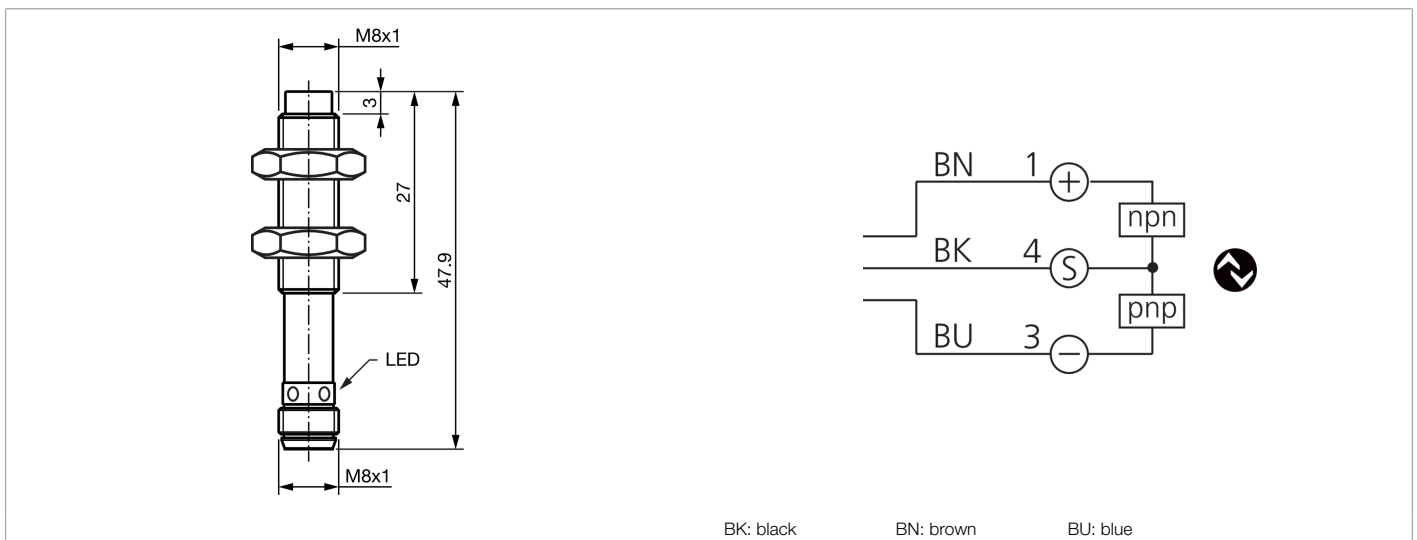 M8x1
3
27
47.9
LED
M8x1
BN 1 +
npn
BK 4 S
pnp
BU 3 −
BK: black BN: brown BU: blue